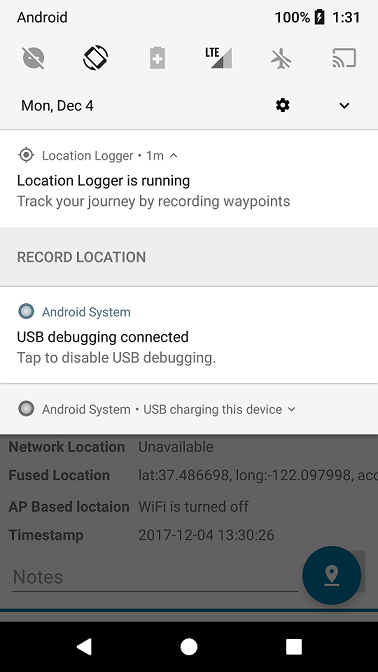 Android 100% 1:31
LTE
Mon, Dec 4
Location Logger • 1m
Location Logger is running
Track your journey by recording waypoints
RECORD LOCATION
Android System
USB debugging connected
Tap to disable USB debugging.
Android System • USB charging this device
Network Location Unavailable
Fused Location lat:37.486698, long:-122.097998, acc
AP Based loctaion WiFi is turned off
Timestamp 2017-12-04 13:30:26
Notes